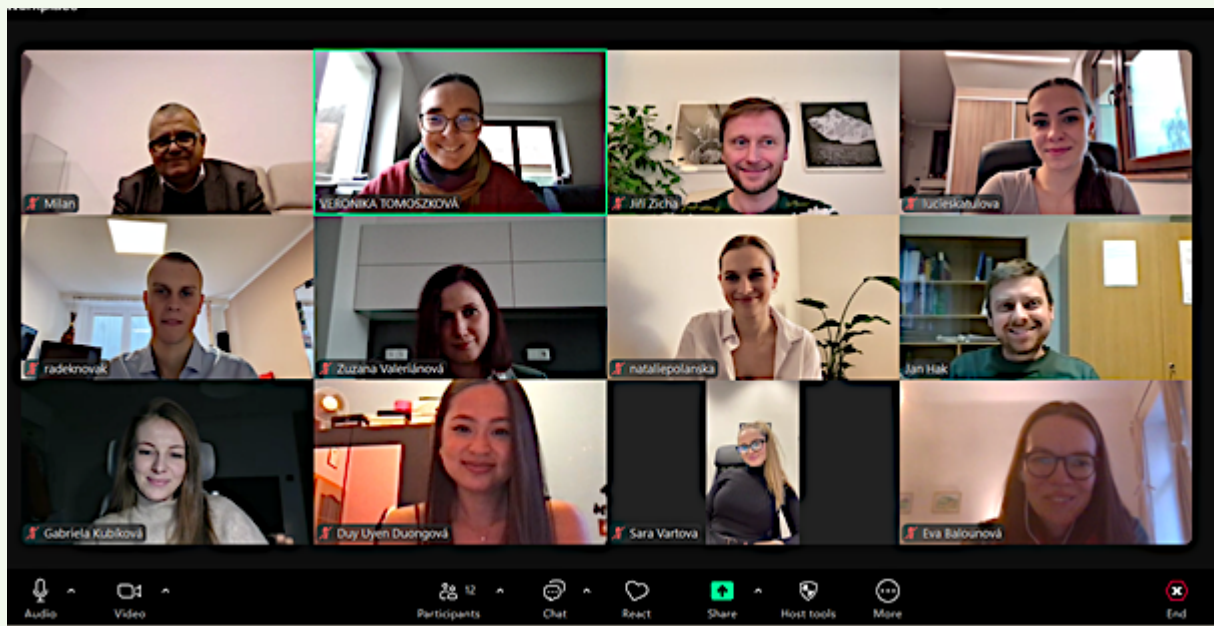 Milan
VERONIKA TOMOSZKOVÁ
Jiří Zicha
lucieskatulova
radeknovak
Zuzana Valeriánová
nataliepolanska
Jan Hak
Gabriela Kubíková
Duy Uyen Duongová
Sara Vartova
Eva Balounová
Audio
Video
Participants
12
Chat
React
Share
Host tools
More
End